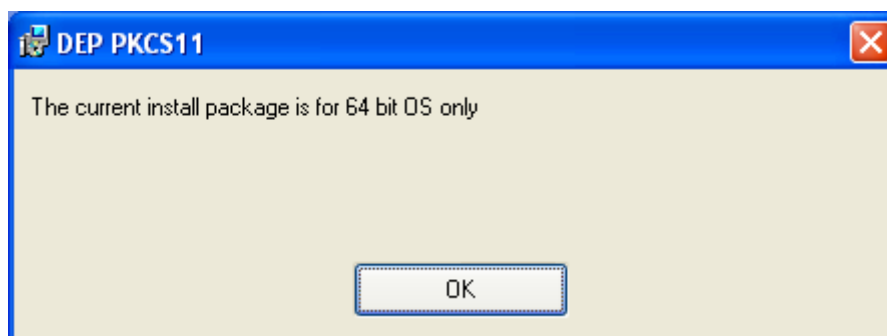 DEP PKCS11
The current install package is for 64 bit OS only
OK